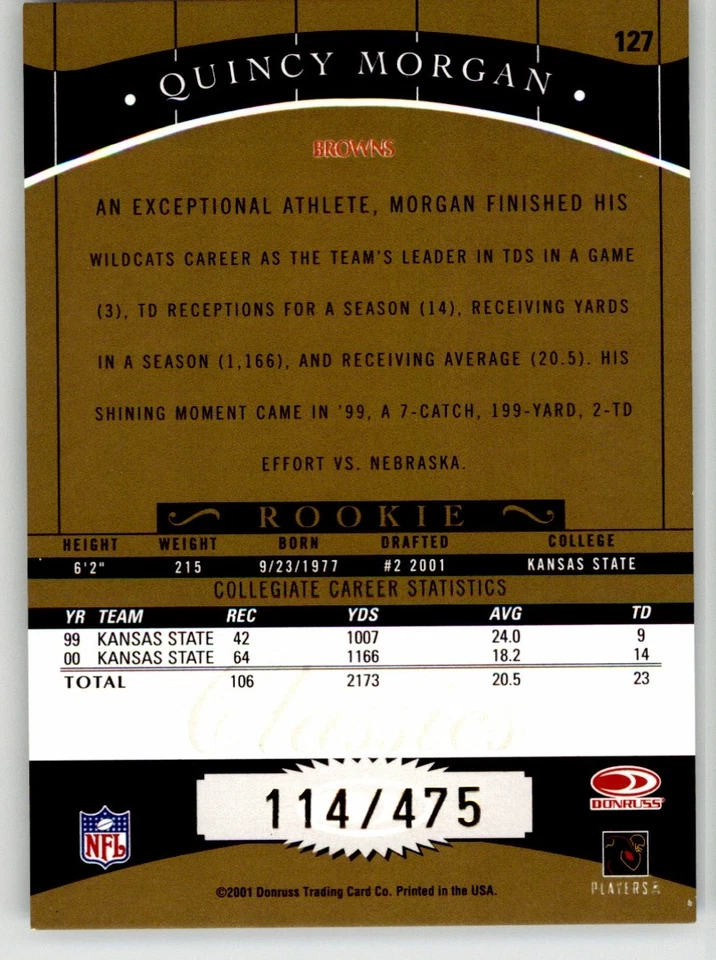 127
QUINCY MORGAN
BROWNS
AN EXCEPTIONAL ATHLETE, MORGAN FINISHED HIS
WILDCATS CAREER AS THE TEAM'S LEADER IN TDS IN A GAME
(3), TD RECEPTIONS FOR A SEASON (14), RECEIVING YARDS
IN A SEASON (1,166), AND RECEIVING AVERAGE (20.5). HIS
SHINING MOMENT CAME IN '99, A 7-CATCH, 199-YARD, 2-TD
EFFORT VS. NEBRASKA.
ROOKIE
HEIGHT WEIGHT BORN DRAFTED COLLEGE
6'2" 215 9/23/1977 #2 2001 KANSAS STATE
COLLEGIATE CAREER STATISTICS
YR TEAM REC YDS AVG TD
99 KANSAS STATE 42 1007 24.0 9
00 KANSAS STATE 64 1166 18.2 14
TOTAL 106 2173 20.5 23
Classics
114/475
DONRUSS
NFL
PLAYERS
©2001 Donruss Trading Card Co. Printed in the USA.